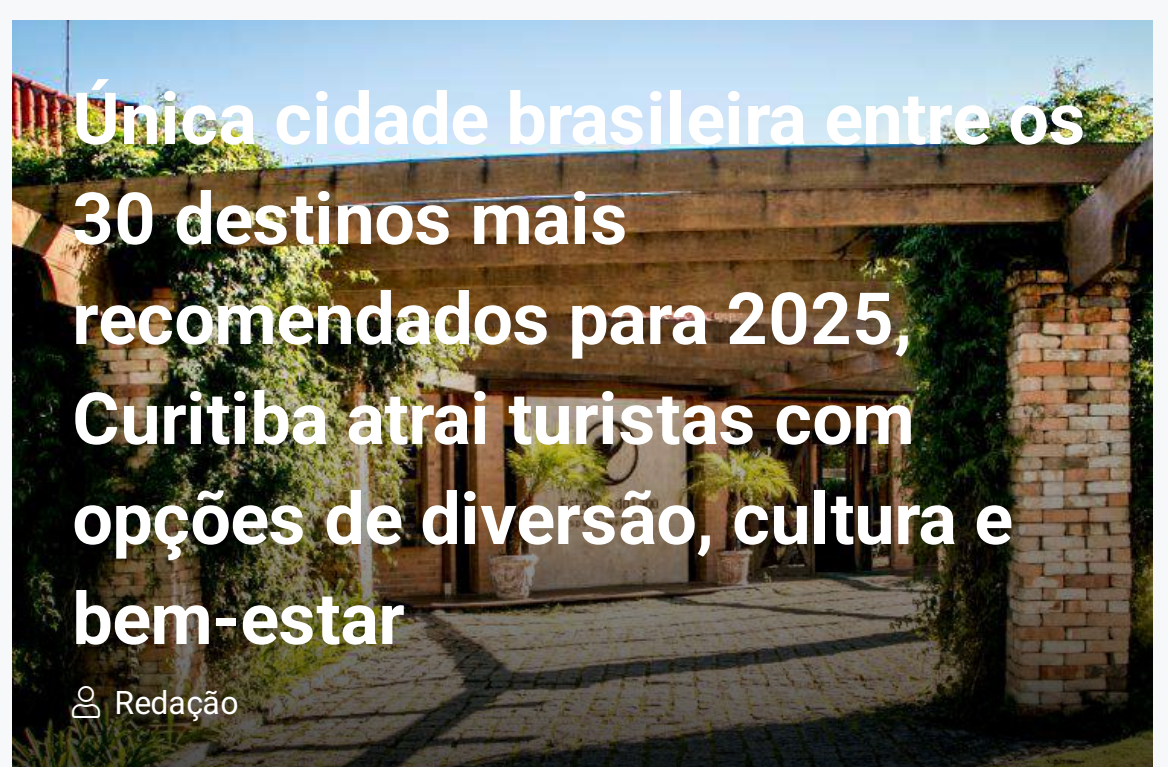 Única cidade brasileira entre os
30 destinos mais
recomendados para 2025,
Curitiba atrai turistas com
opções de diversão, cultura e
bem-estar
Redação